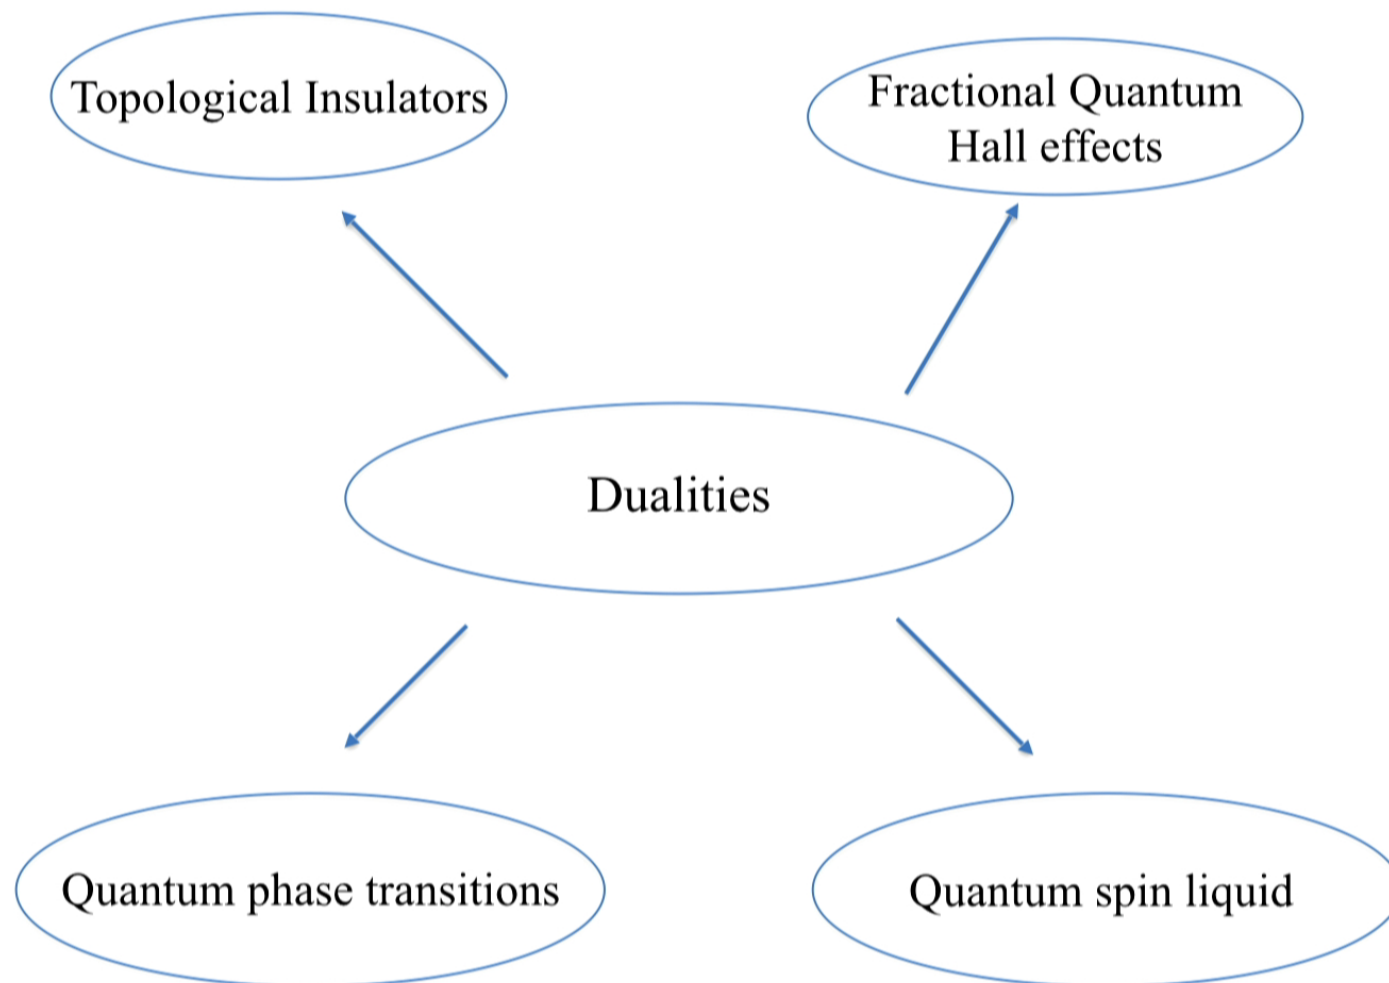 Topological Insulators
Fractional Quantum
Hall effects
Dualities
Quantum phase transitions
Quantum spin liquid